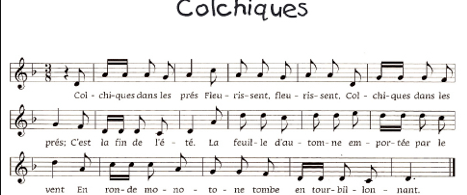 Colchiques
Col - chi-ques dans les prés Fleu - ris-sent, fleu - ris-sent, Col - chi-ques dans les
prés; C'est la fin de l'é - té. La feuil - le d'au - tom - ne em - por-tée par le
vent En ron - de mo - no - to - ne tombe en tour-bil - lon - nant.